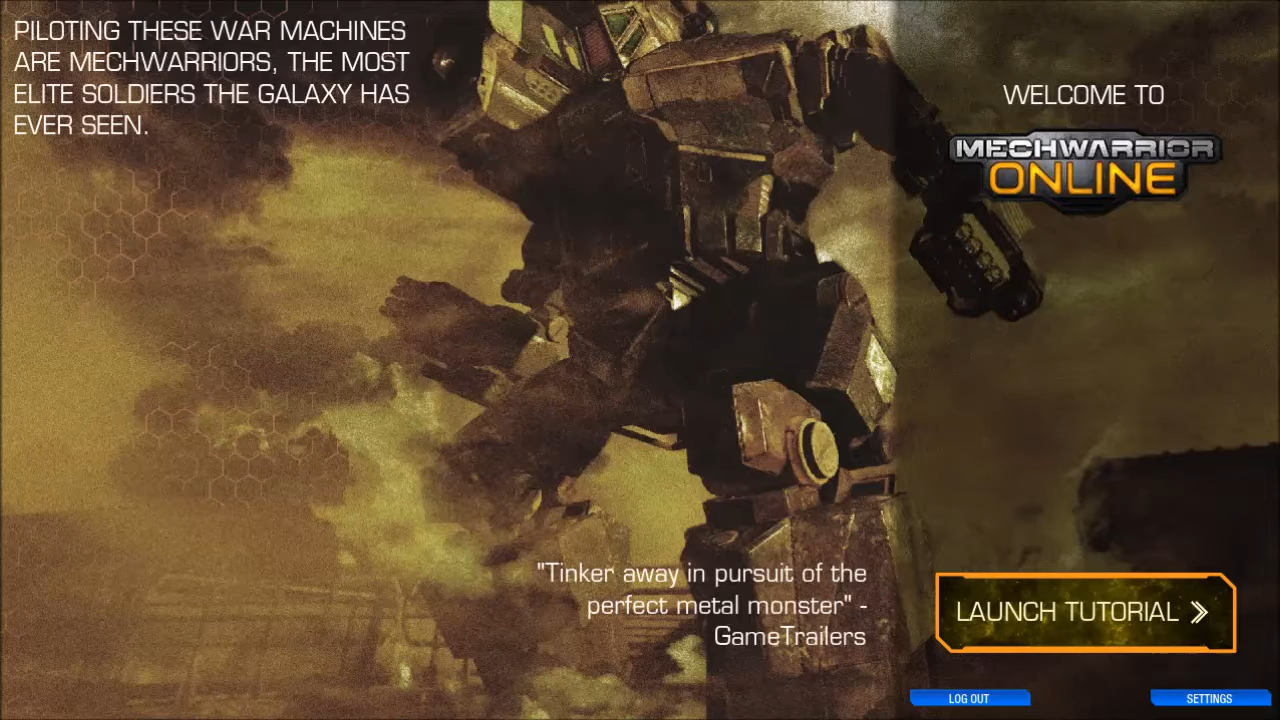 PILOTING THESE WAR MACHINES
ARE MECHWARRIORS, THE MOST
ELITE SOLDIERS THE GALAXY HAS
EVER SEEN.
WELCOME TO
MECHWARRIOR
ONLINE
"Tinker away in pursuit of the
perfect metal monster" -
GameTrailers
LAUNCH TUTORIAL
LOG OUT
SETTINGS